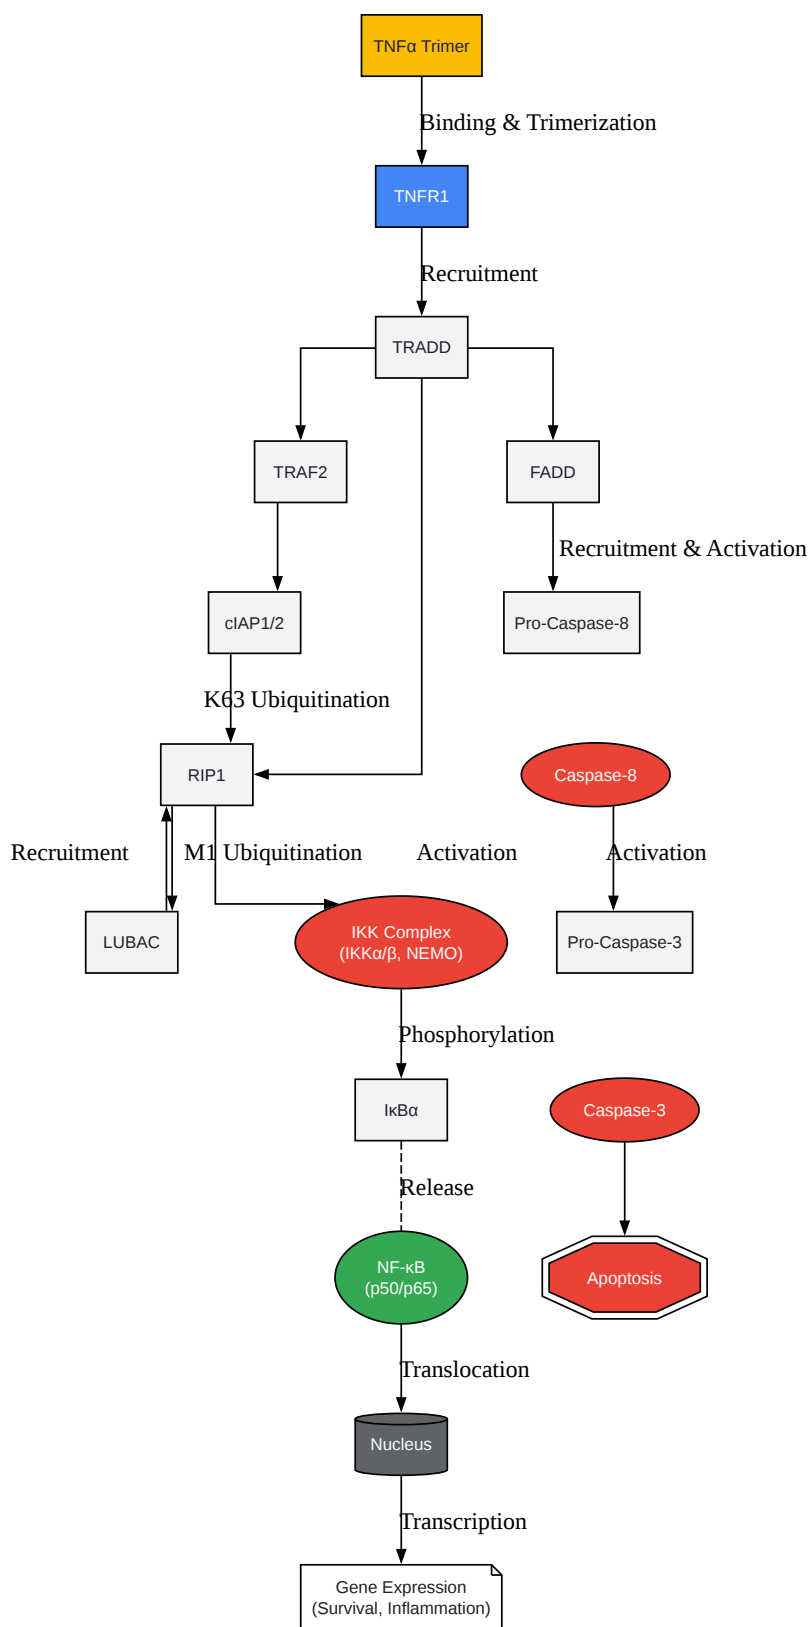 TNFα Trimer
Binding & Trimerization
TNFR1
Recruitment
TRADD
TRAF2
FADD
Recruitment & Activation
cIAP1/2
Pro-Caspase-8
K63 Ubiquitination
RIP1
Caspase-8
Recruitment
M1 Ubiquitination
Activation
Activation
LUBAC
IKK Complex
(IKKα/β, NEMO)
Pro-Caspase-3
Phosphorylation
IκBα
Caspase-3
Release
NF-κB
(p50/p65)
Apoptosis
Translocation
Nucleus
Transcription
Gene Expression
(Survival, Inflammation)